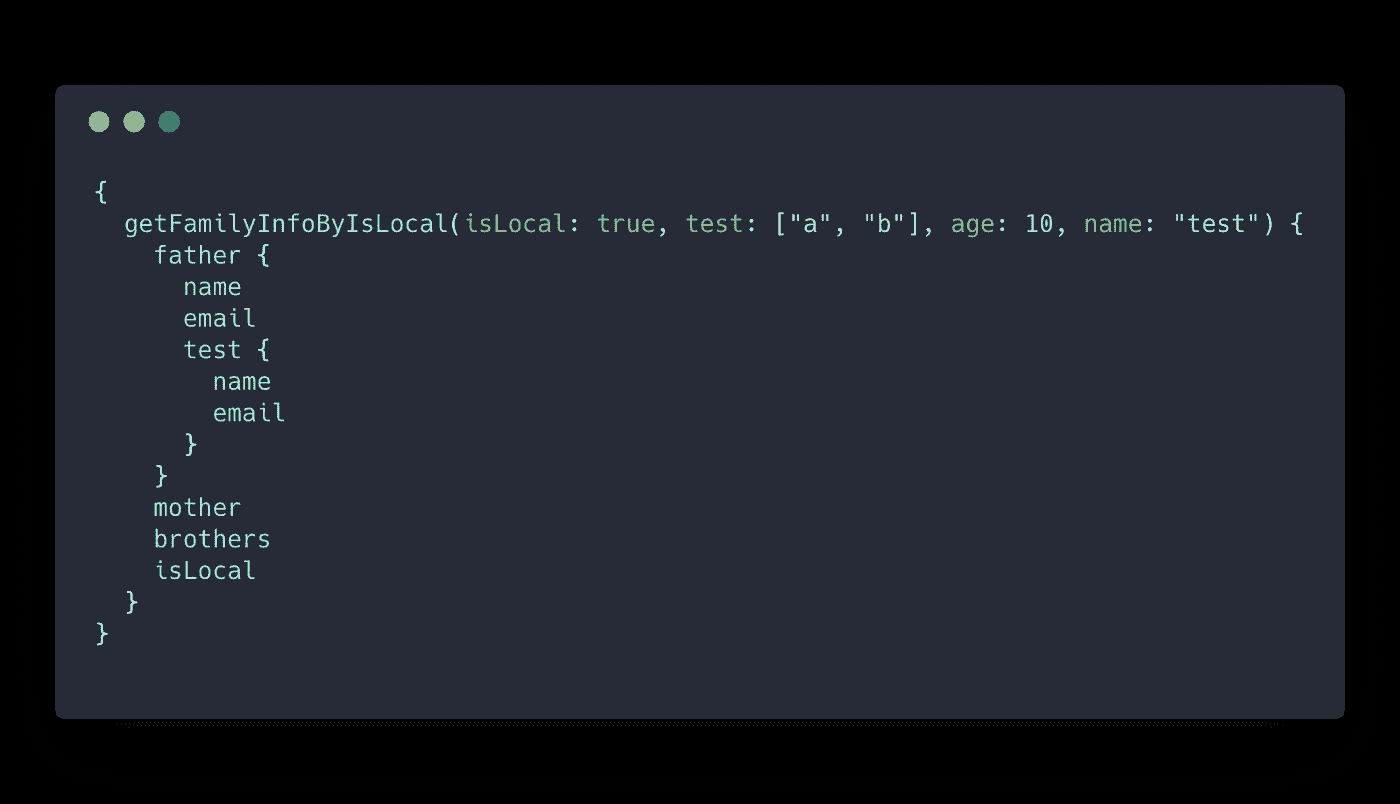 {
  getFamilyInfoByIsLocal(isLocal: true, test: ["a", "b"], age: 10, name: "test") {
    father {
      name
      email
      test {
        name
        email
      }
    }
    mother
    brothers
    isLocal
  }
}